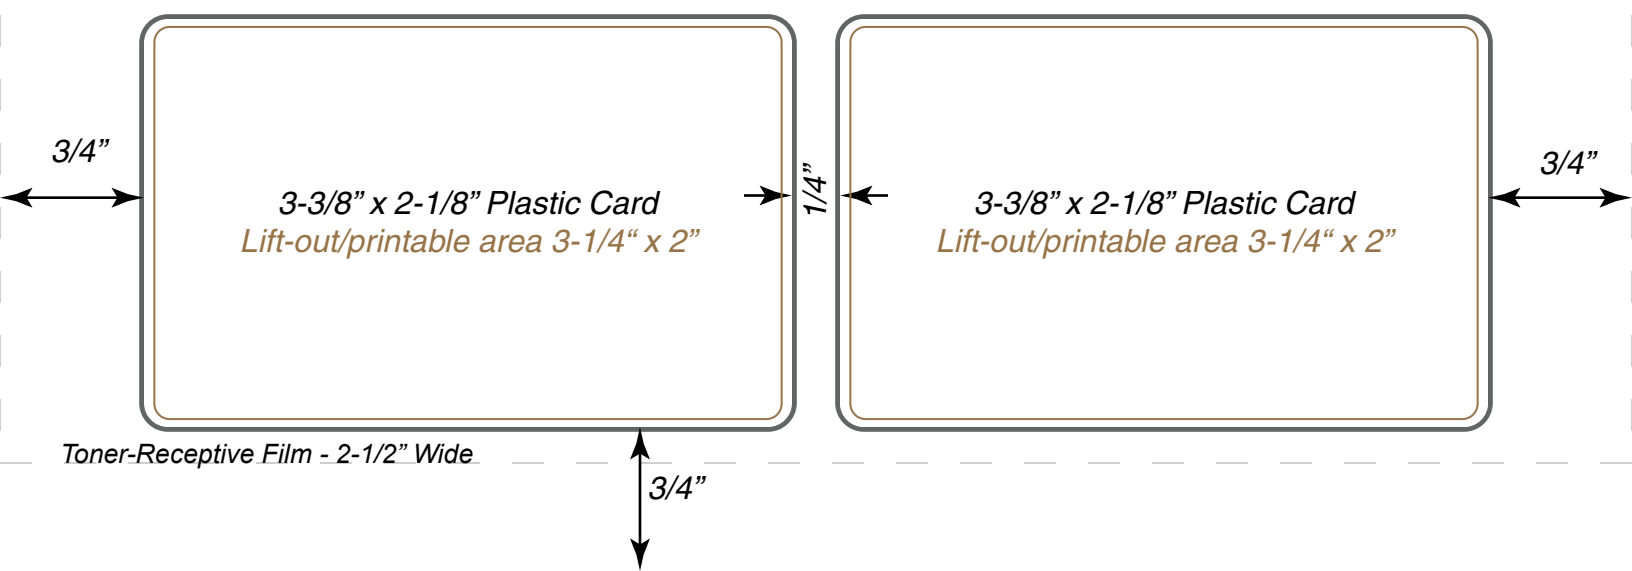 3/4”
3-3/8” x 2-1/8” Plastic Card
Lift-out/printable area 3-1/4“ x 2”
1/4”
3-3/8” x 2-1/8” Plastic Card
Lift-out/printable area 3-1/4“ x 2”
3/4”
Toner-Receptive Film - 2-1/2” Wide
3/4”